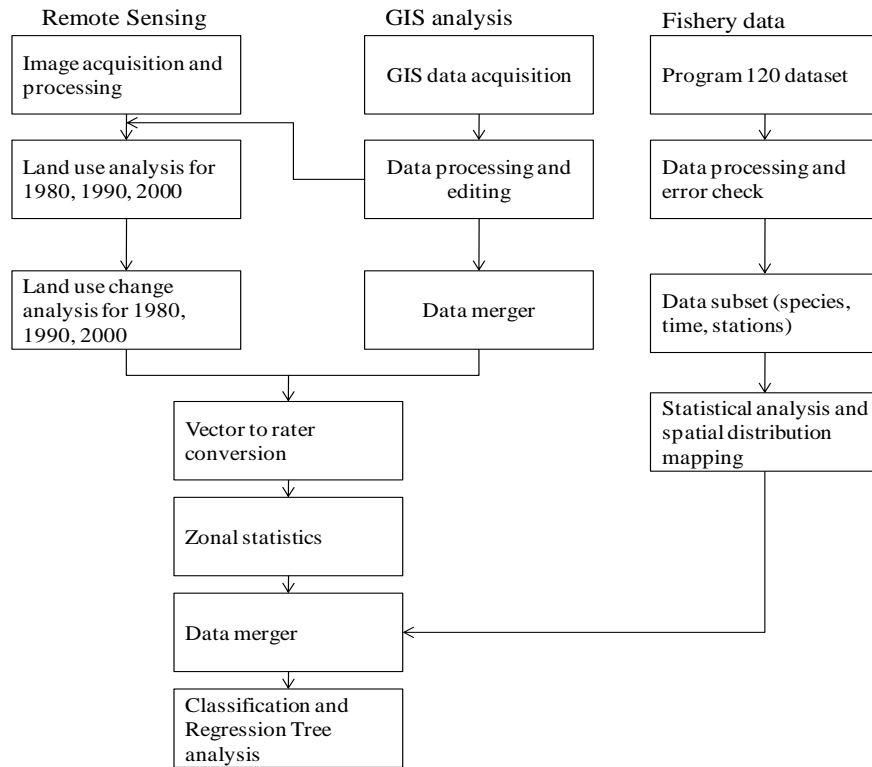 Remote Sensing
GIS analysis
Fishery data
Image acquisition and
processing
GIS data acquisition
Program 120 dataset
Land use analysis for
1980, 1990, 2000
Data processing and
editing
Data processing and
error check
Land use change
analysis for 1980,
1990, 2000
Data merger
Data subset (species,
time, stations)
Vector to rater
conversion
Statistical analysis and
spatial distribution
mapping
Zonal statistics
Data merger
Classification and
Regression Tree
analysis